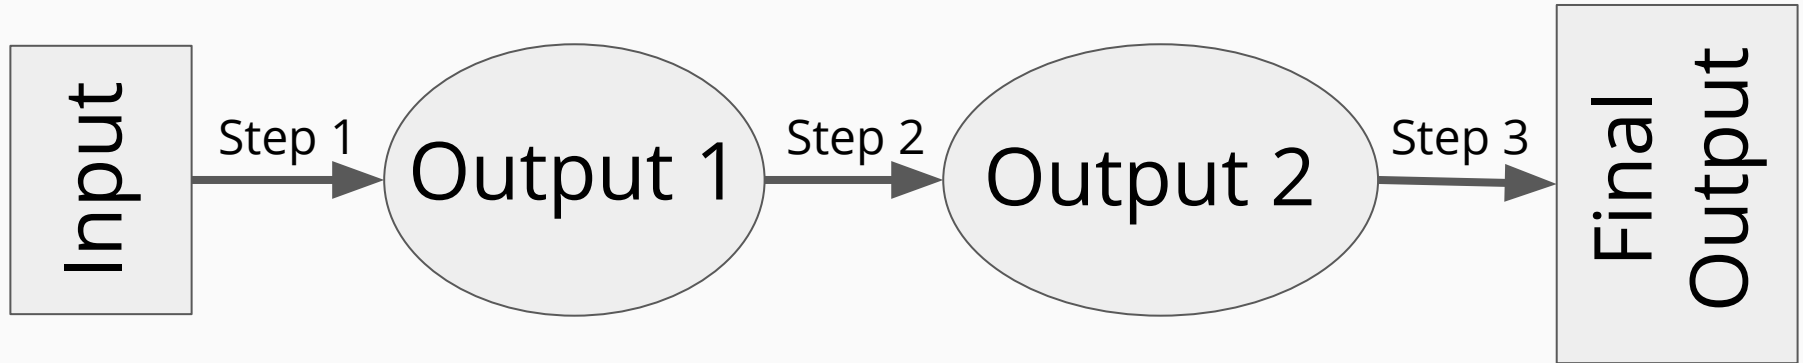 Input
Step 1
Output 1
Step 2
Output 2
Step 3
Final
Output